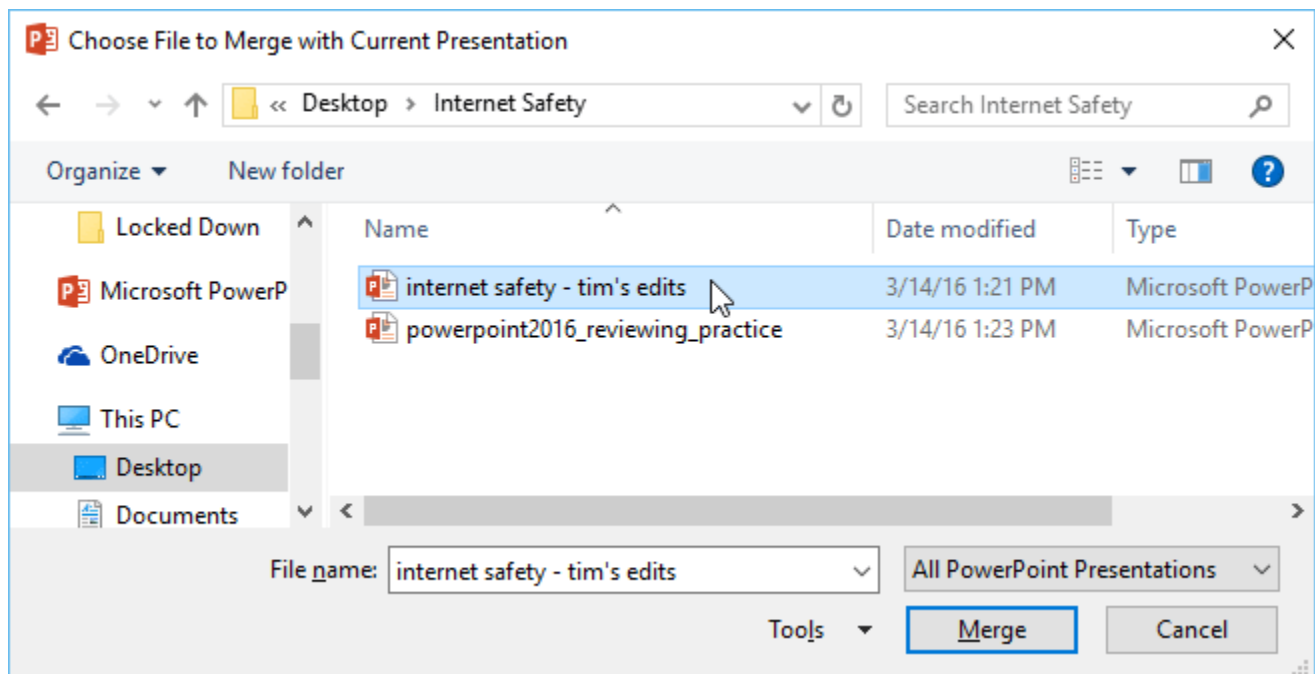 Choose File to Merge with Current Presentation
« Desktop > Internet Safety
Search Internet Safety
Organize
New folder
Locked Down
Microsoft PowerP
OneDrive
This PC
Desktop
Documents
Name Date modified Type
internet safety - tim's edits 3/14/16 1:21 PM Microsoft PowerP
powerpoint2016_reviewing_practice 3/14/16 1:23 PM Microsoft PowerP
File name: internet safety - tim's edits
All PowerPoint Presentations
Tools
Merge
Cancel